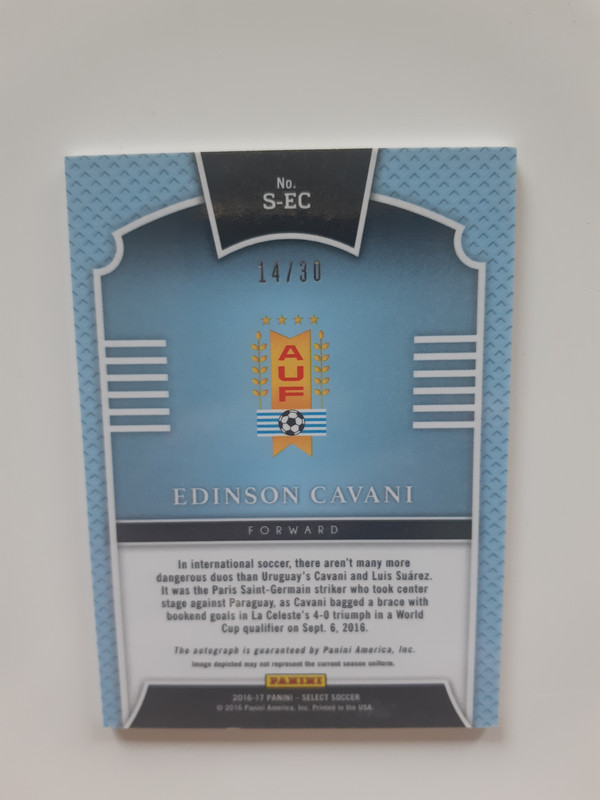 No.
S-EC
14/30
AUF
EDINSON CAVANI
FORWARD
In international soccer, there aren't many more
dangerous duos than Uruguay's Cavani and Luis Suárez.
It was the Paris Saint-Germain striker who took center
stage against Paraguay, as Cavani bagged a brace with
bookend goals in La Celeste's 4-0 triumph in a World
Cup qualifier on Sept. 6, 2016.
The autograph is guaranteed by Panini America, Inc.
Image depicted may not represent the current season uniform.
PANINI
2016-17 PANINI - SELECT SOCCER
© 2016 Panini America, Inc. Printed in the USA.